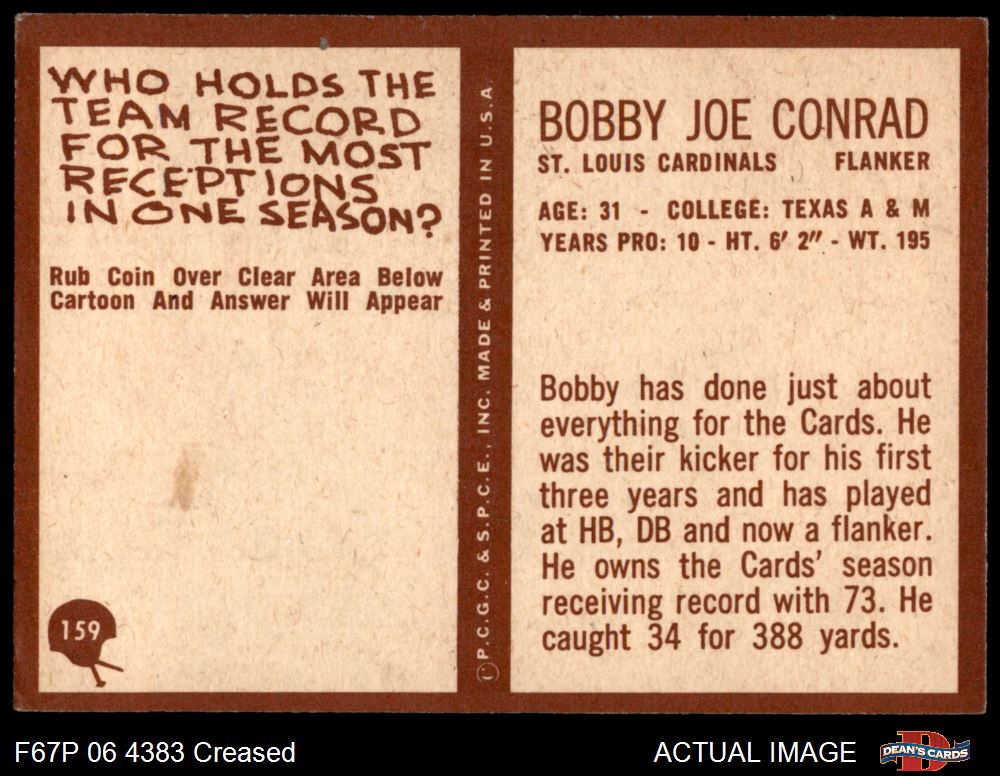 WHO HOLDS THE
TEAM RECORD
FOR THE MOST
RECEPTIONS
IN ONE SEASON?
Rub Coin Over Clear Area Below
Cartoon And Answer Will Appear
159
©P.C.G.C. & S.P.C.E., INC. MADE & PRINTED IN U.S.A.
BOBBY JOE CONRAD
ST. LOUIS CARDINALS FLANKER
AGE: 31 - COLLEGE: TEXAS A & M
YEARS PRO: 10 - HT. 6' 2" - WT. 195
Bobby has done just about
everything for the Cards. He
was their kicker for his first
three years and has played
at HB, DB and now a flanker.
He owns the Cards' season
receiving record with 73. He
caught 34 for 388 yards.
F67P 06 4383 Creased
ACTUAL IMAGE
DEAN'S CARDS